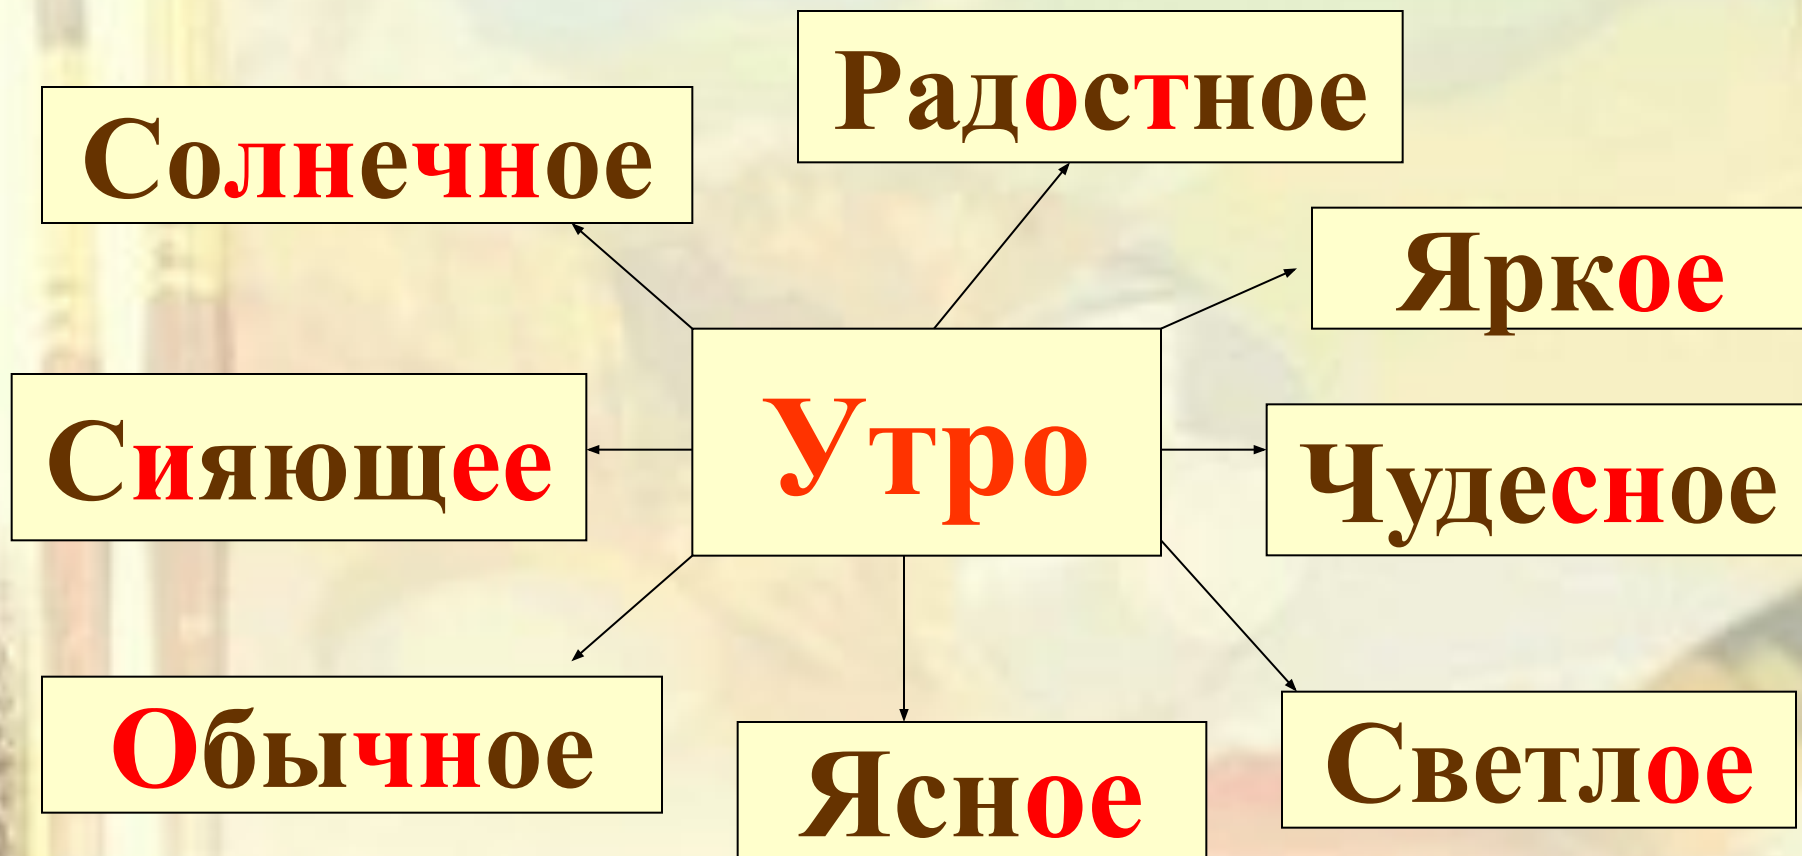 Радостное
Солнечное
Яркое
Утро
Сияющее
Чудесное
Обычное
Ясное
Светлое